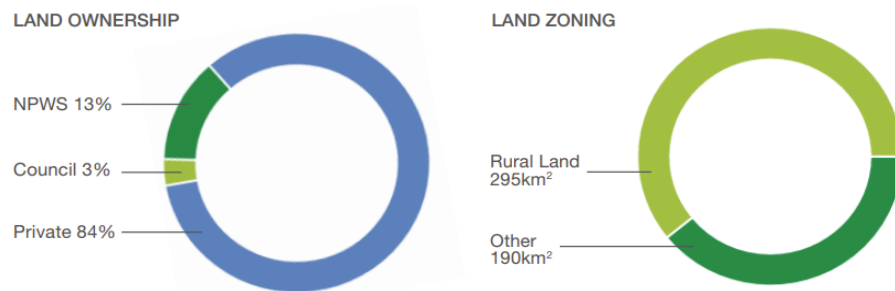 LAND OWNERSHIP
NPWS 13%
Council 3%
Private 84%
LAND ZONING
Rural Land
295km²
Other
190km²